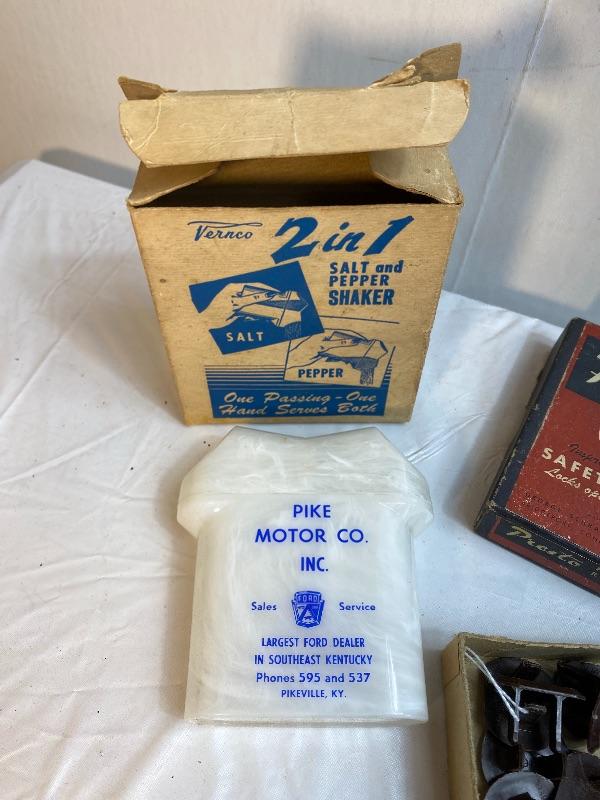 Vernco
2 in 1
SALT and
PEPPER
SHAKER
SALT
PEPPER
One Passing - One
Hand Serves Both
PIKE
MOTOR CO.
INC.
Sales FORD Service
LARGEST FORD DEALER
IN SOUTHEAST KENTUCKY
Phones 595 and 537
PIKEVILLE, KY.
SAFET
Locks
Presto